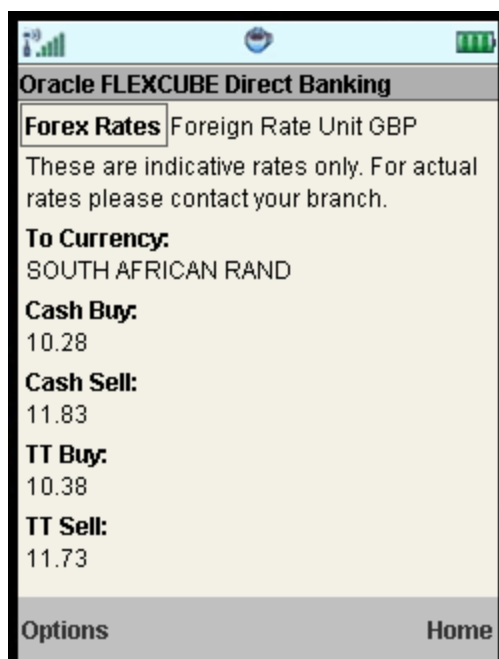 Oracle FLEXCUBE Direct Banking
Forex Rates Foreign Rate Unit GBP
These are indicative rates only. For actual
rates please contact your branch.
To Currency:
SOUTH AFRICAN RAND
Cash Buy:
10.28
Cash Sell:
11.83
TT Buy:
10.38
TT Sell:
11.73
Options Home